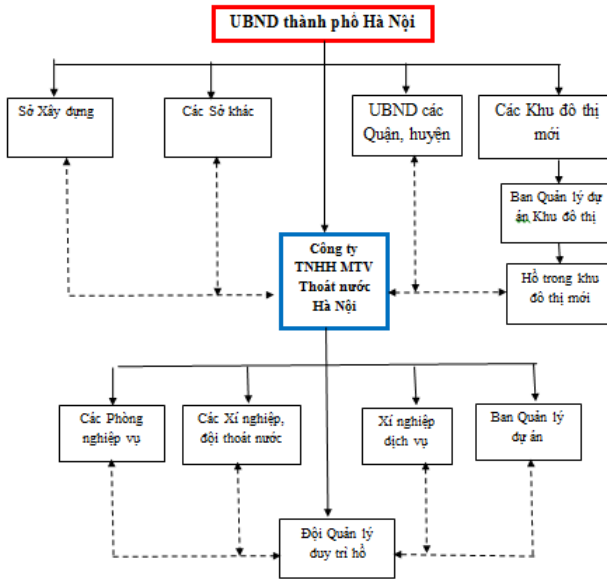 UBND thành phố Hà Nội
Sở Xây dựng
Các Sở khác
UBND các
Quận, huyện
Các Khu đô thị
mới
Ban Quản lý dự
án Khu đô thị
Hồ trong khu
đô thị mới
Công ty
TNHH MTV
Thoát nước
Hà Nội
Các Phòng
nghiệp vụ
Các Xí nghiệp,
đội thoát nước
Xí nghiệp
dịch vụ
Ban Quản lý
dự án
Đội Quản lý
duy trì hồ